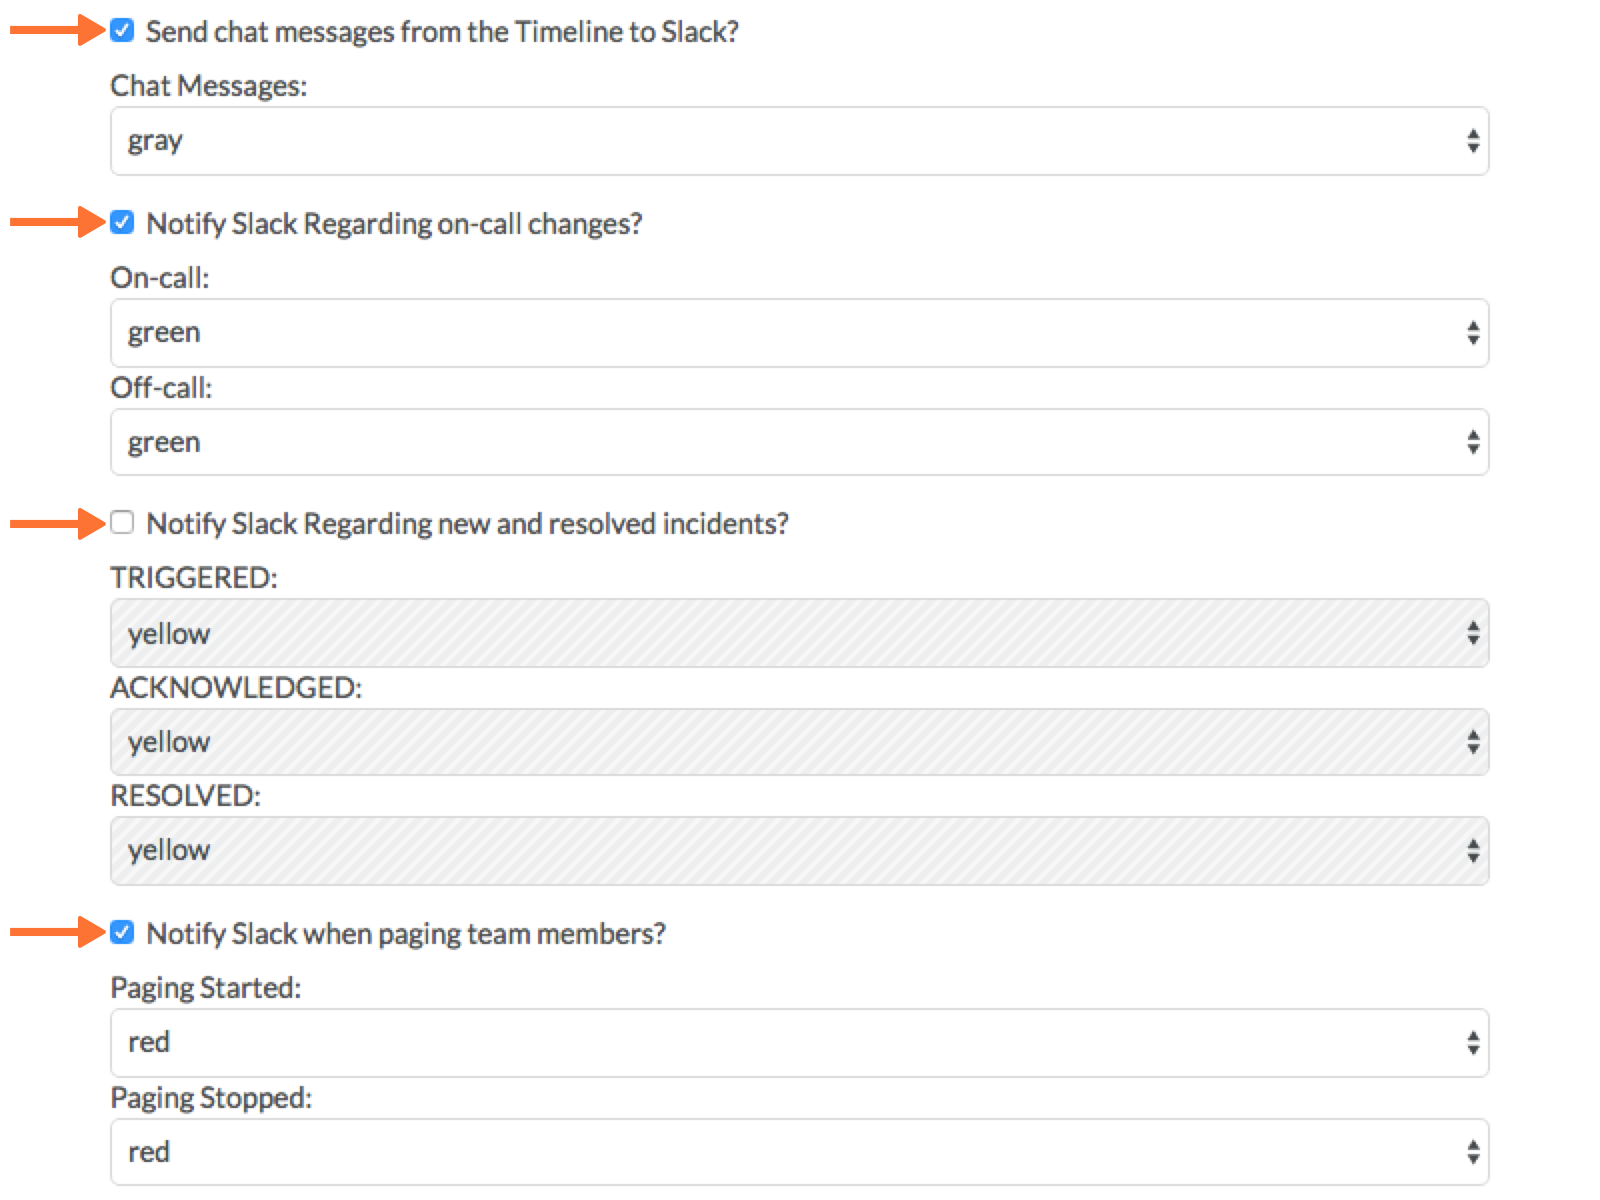 Send chat messages from the Timeline to Slack?
Chat Messages:
gray
Notify Slack Regarding on-call changes?
On-call:
green
Off-call:
green
Notify Slack Regarding new and resolved incidents?
TRIGGERED:
yellow
ACKNOWLEDGED:
yellow
RESOLVED:
yellow
Notify Slack when paging team members?
Paging Started:
red
Paging Stopped:
red